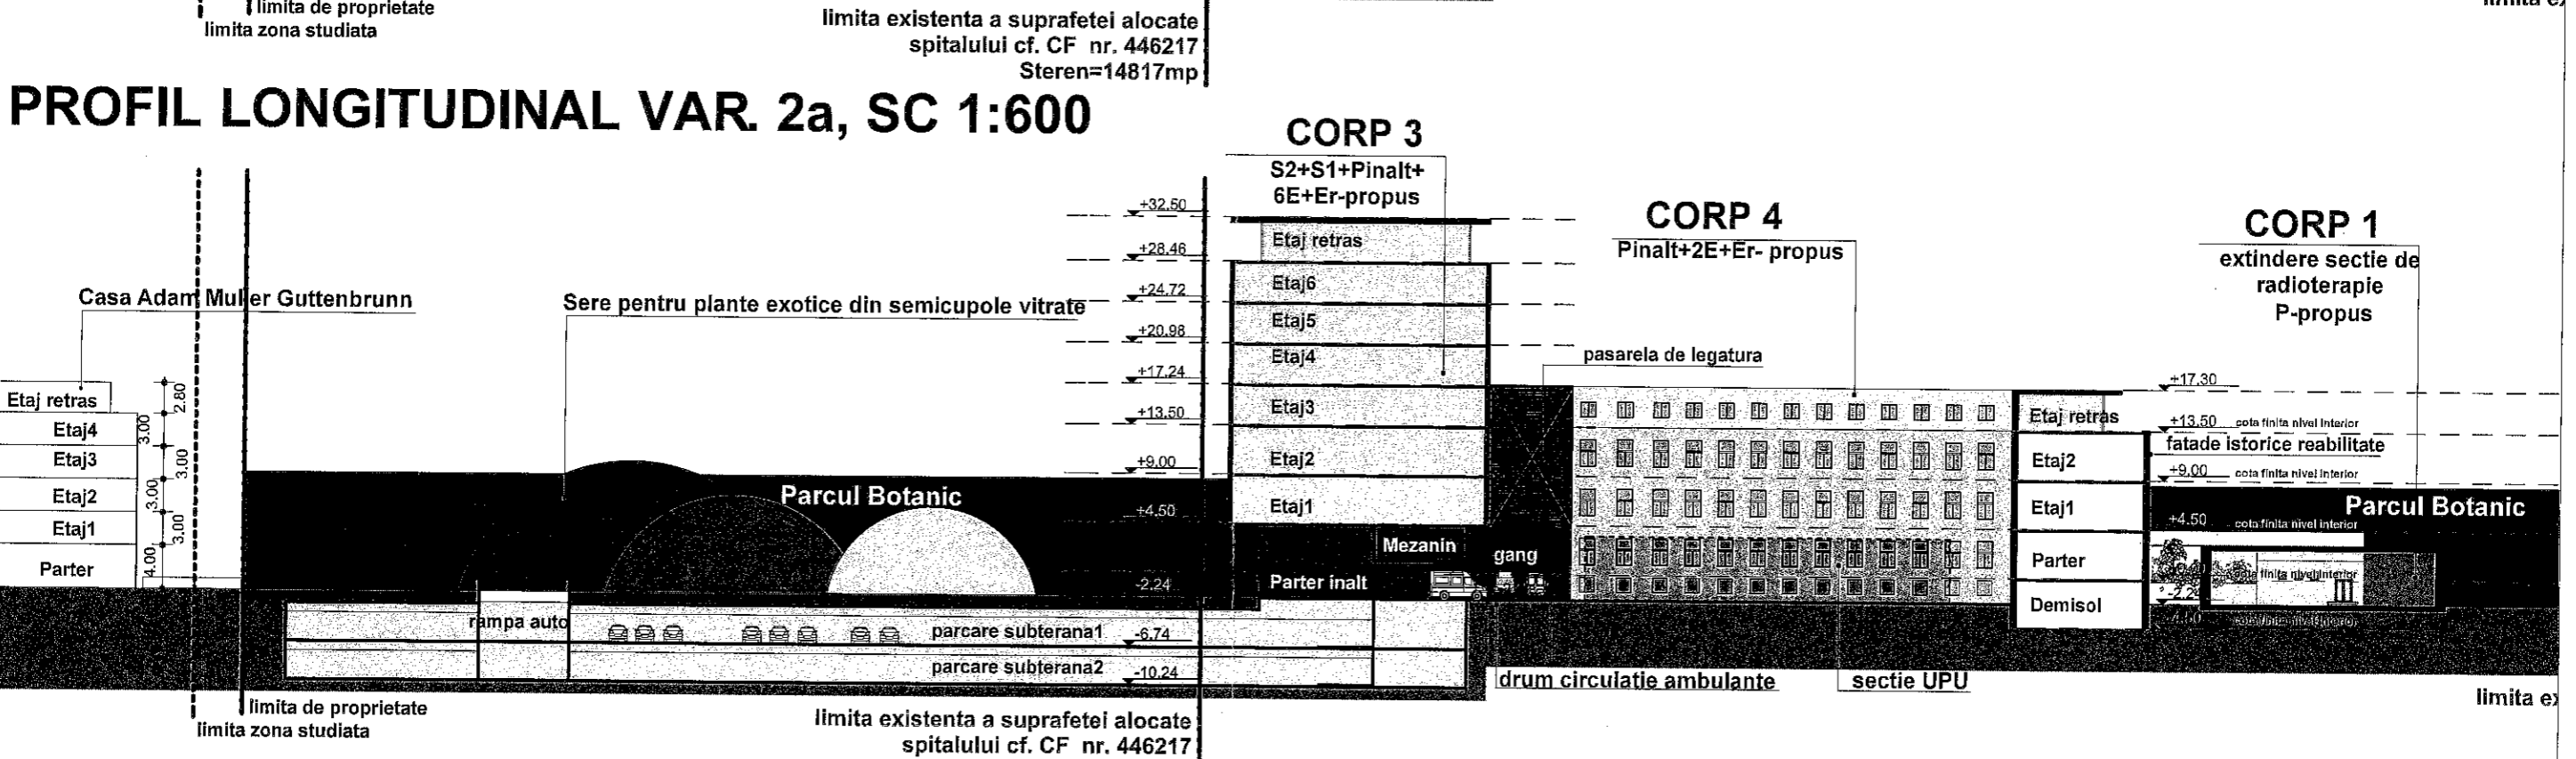 limita de proprietate
limita zona studiata
limita existenta a suprafetei alocate
spitalului cf. CF nr. 446217
Steren=14817mp
PROFIL LONGITUDINAL VAR. 2a, SC 1:600
CORP 3
S2+S1+Pinalt+
6E+Er-propus
CORP 4
Pinalt+2E+Er- propus
CORP 1
extindere sectie de
radioterapie
P-propus
Casa Adam Muller Guttenbrunn
Sere pentru plante exotice din semicupole vitrate
pasarela de legatura
+32.50
+28.46
+24.72
+20.98
+17.24
+13.50
+9.00
+4.50
-2.24
-6.74
-10.24
Etaj retras
Etaj4
Etaj3
Etaj2
Etaj1
Parter
2.80
3.00
3.00
3.00
3.00
4.00
Parcul Botanic
rampa auto
parcare subterana1
parcare subterana2
Etaj retras
Etaj6
Etaj5
Etaj4
Etaj3
Etaj2
Etaj1
Mezanin
Parter inalt
gang
Etaj retras
Etaj2
Etaj1
Parter
Demisol
+17.30
+13.50 cota finita nivel interior
fatade istorice reabilitate
+9.00 cota finita nivel interior
Parcul Botanic
+4.50 cota finita nivel interior
cota finita nivel interior
cota finita nivel interior
drum circulatie ambulante
sectie UPU
limita de proprietate
limita zona studiata
limita existenta a suprafetei alocate
spitalului cf. CF nr. 446217